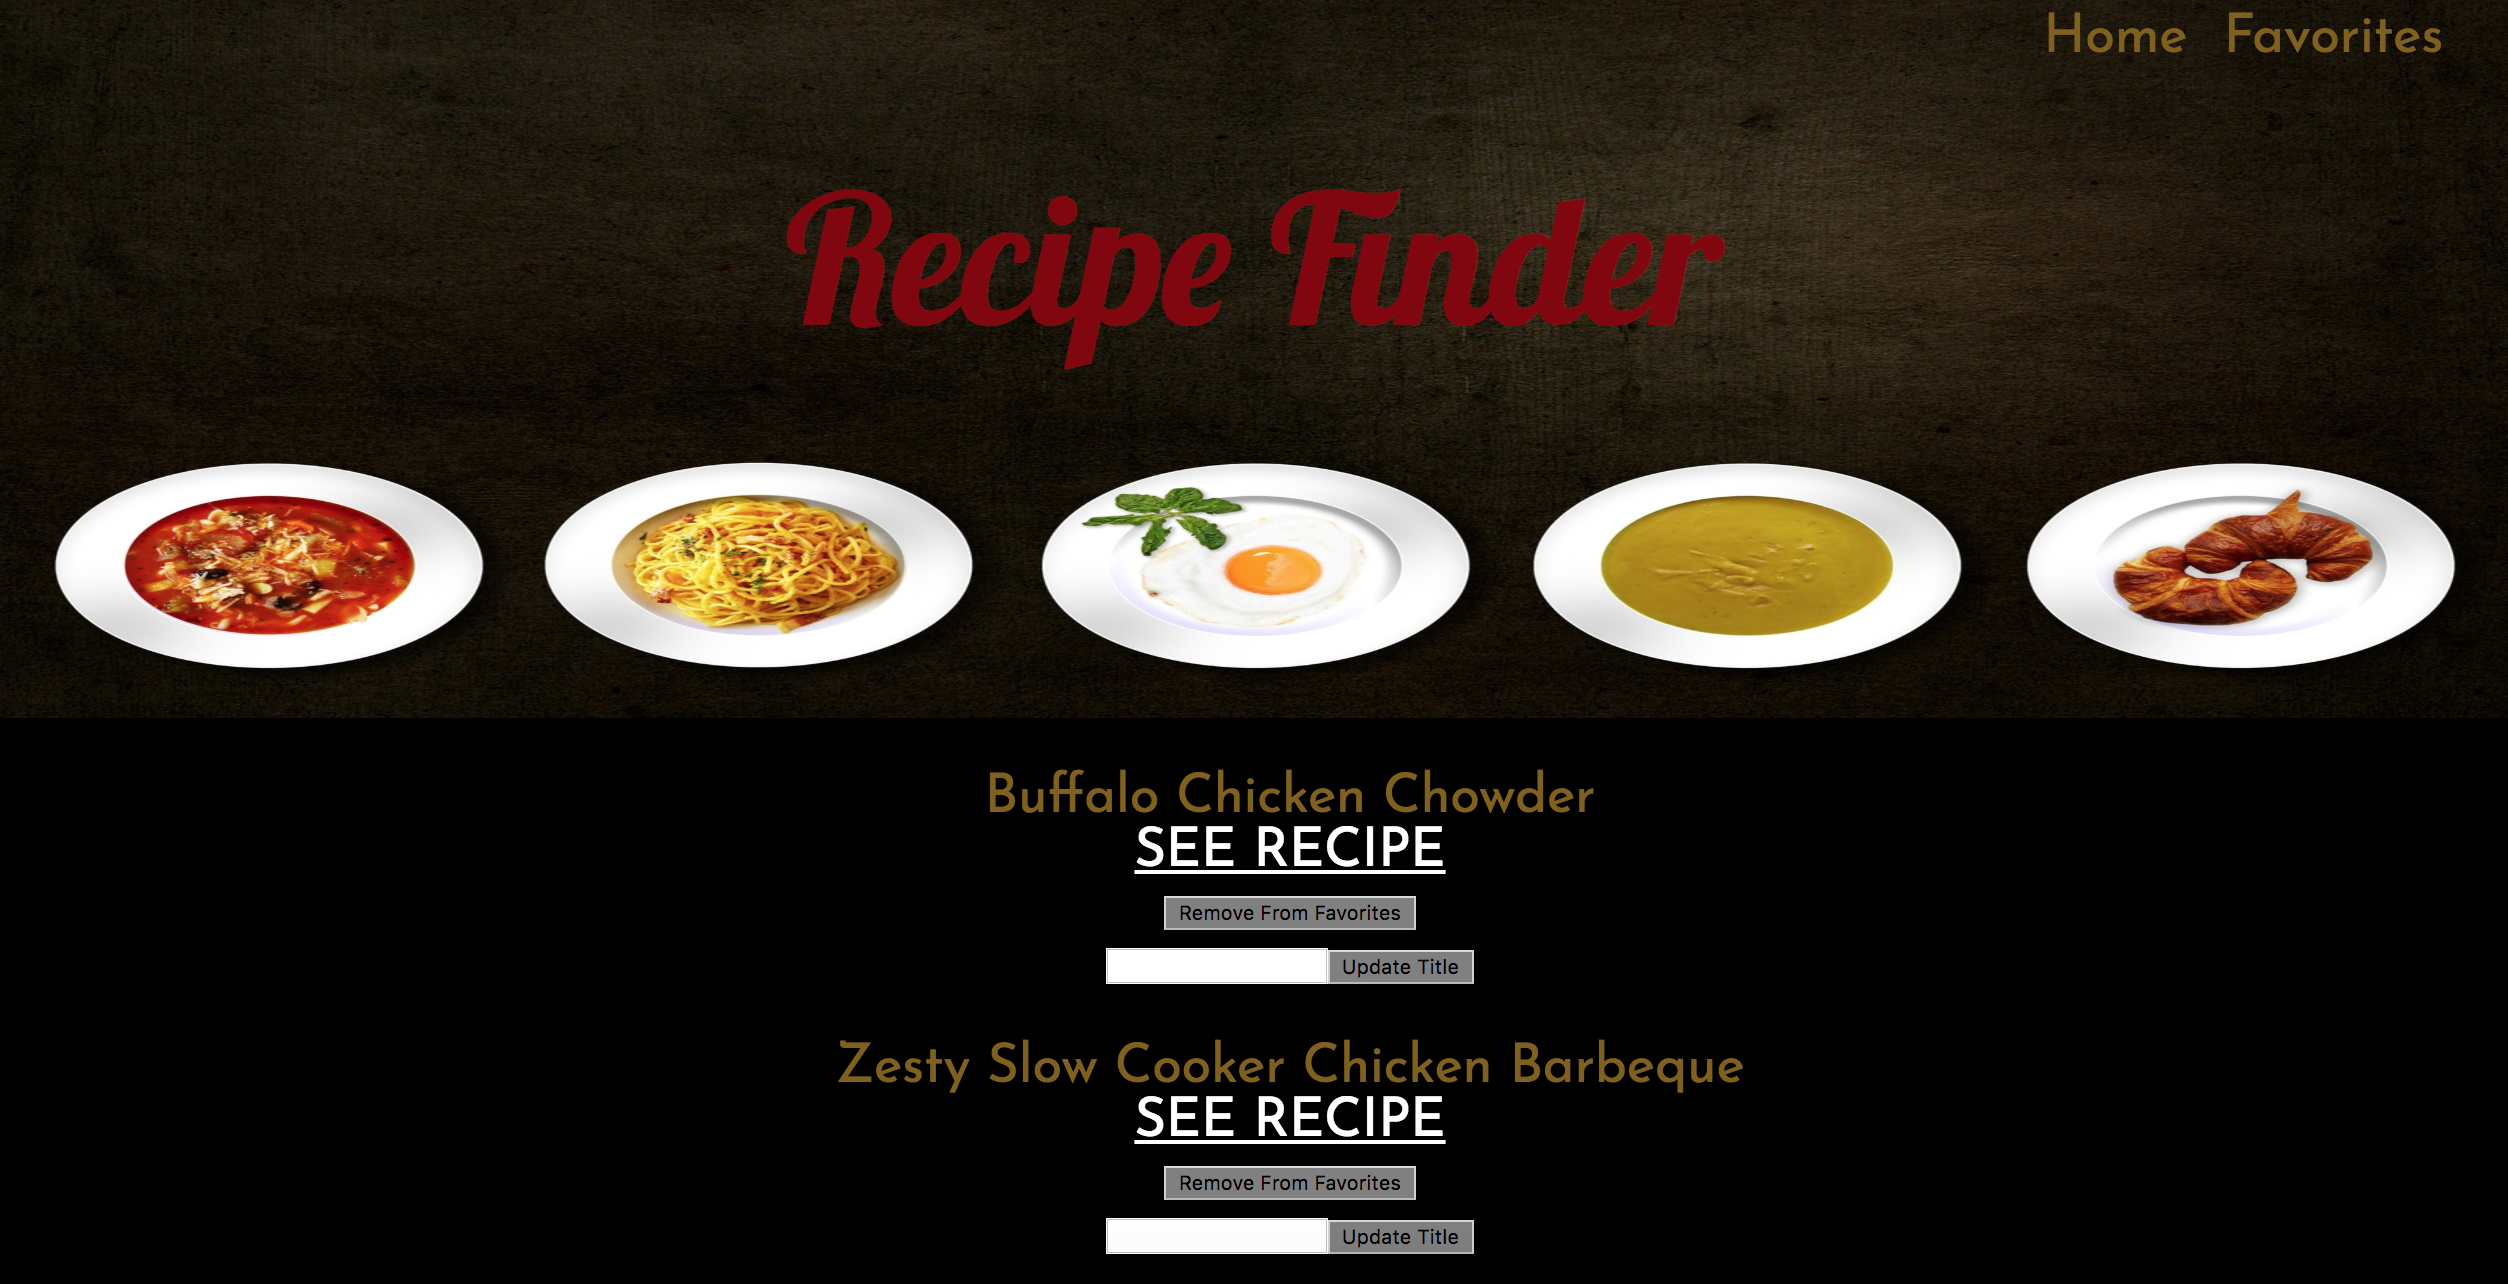 Home Favorites
Recipe Finder
Buffalo Chicken Chowder
SEE RECIPE
Remove From Favorites
Update Title
Zesty Slow Cooker Chicken Barbeque
SEE RECIPE
Remove From Favorites
Update Title